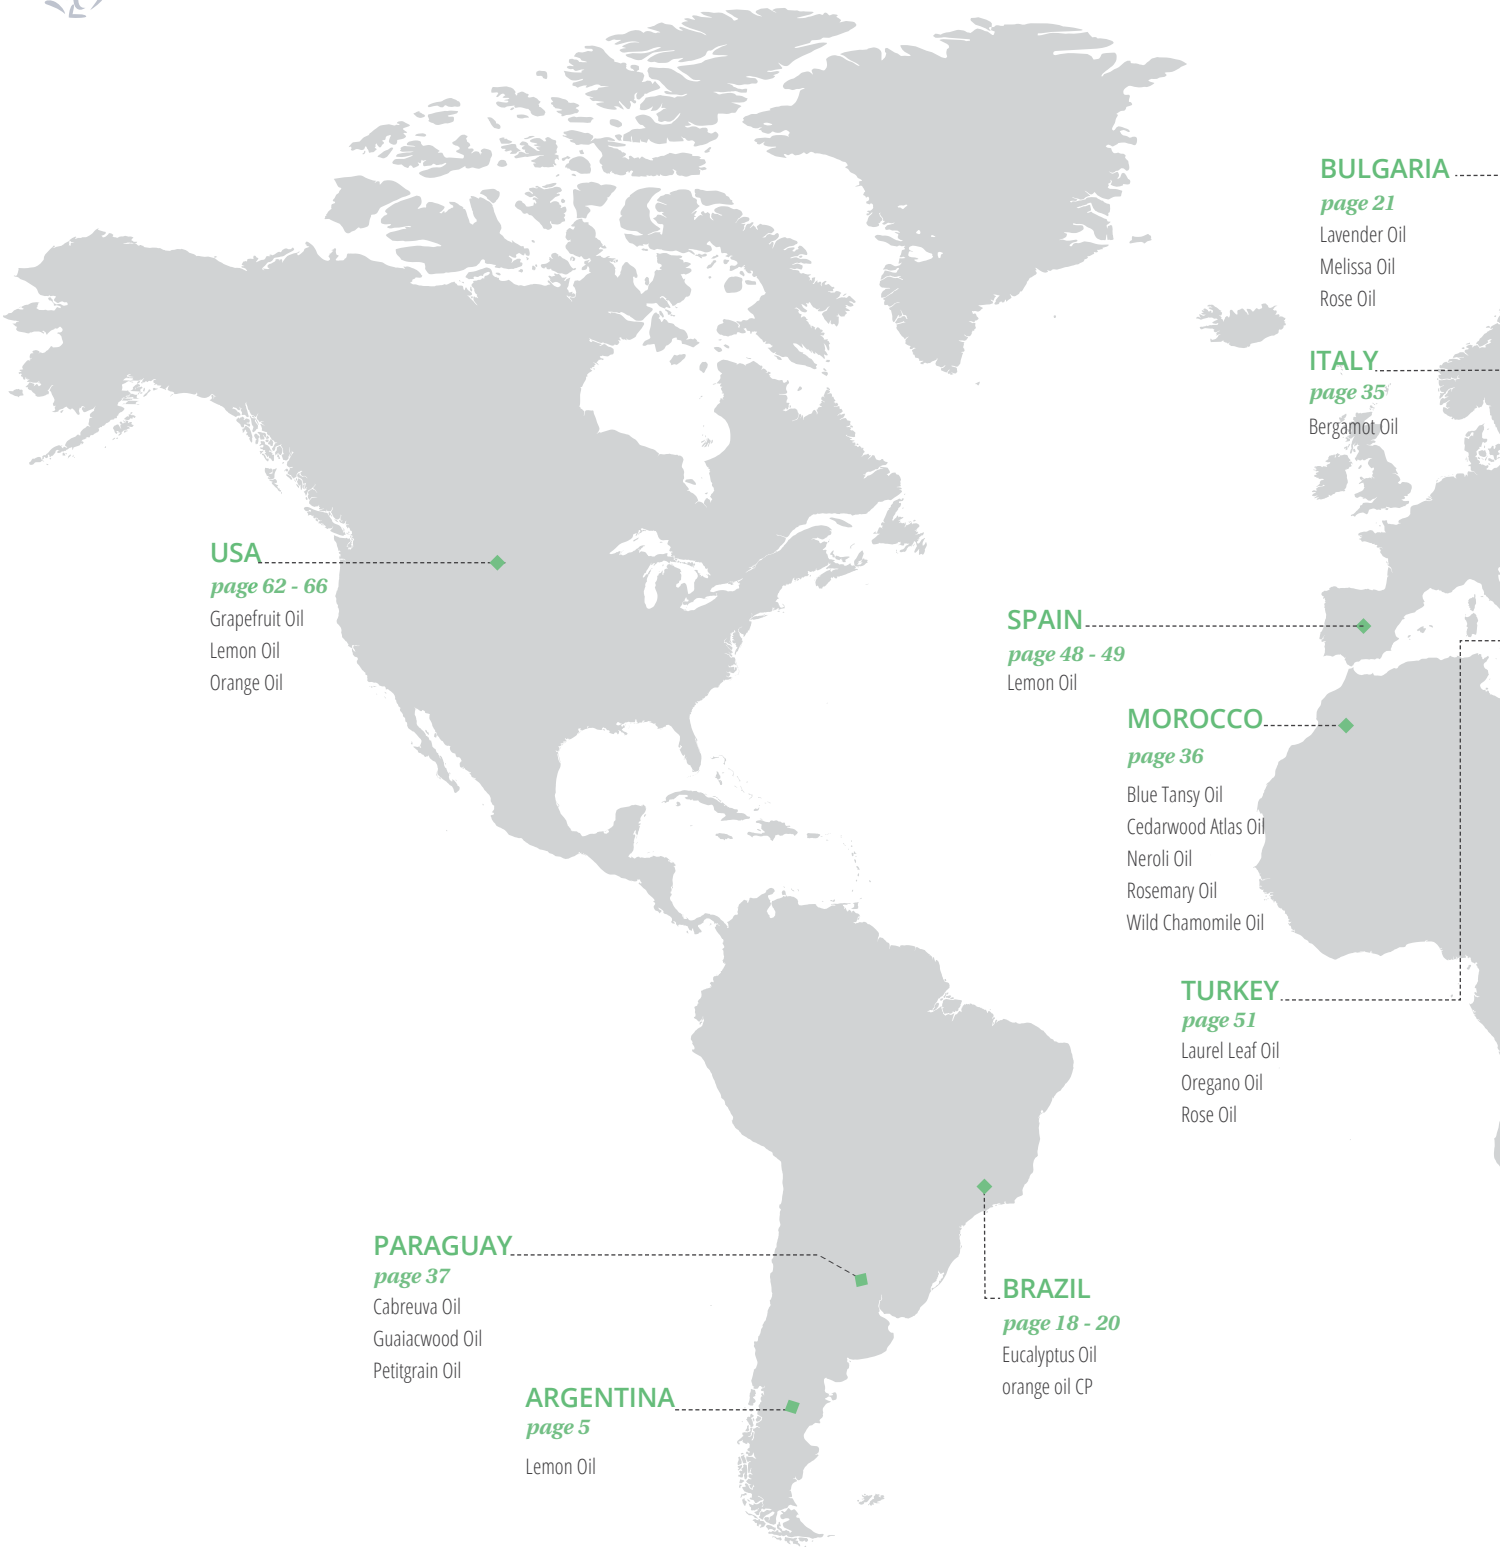 BULGARIA
page 21
Lavender Oil
Melissa Oil
Rose Oil
ITALY
page 35
Bergamot Oil
USA
page 62 - 66
Grapefruit Oil
Lemon Oil
Orange Oil
SPAIN
page 48 - 49
Lemon Oil
MOROCCO
page 36
Blue Tansy Oil
Cedarwood Atlas Oil
Neroli Oil
Rosemary Oil
Wild Chamomile Oil
TURKEY
page 51
Laurel Leaf Oil
Oregano Oil
Rose Oil
PARAGUAY
page 37
Cabreuva Oil
Guaiacwood Oil
Petitgrain Oil
BRAZIL
page 18 - 20
Eucalyptus Oil
orange oil CP
ARGENTINA
page 5
Lemon Oil